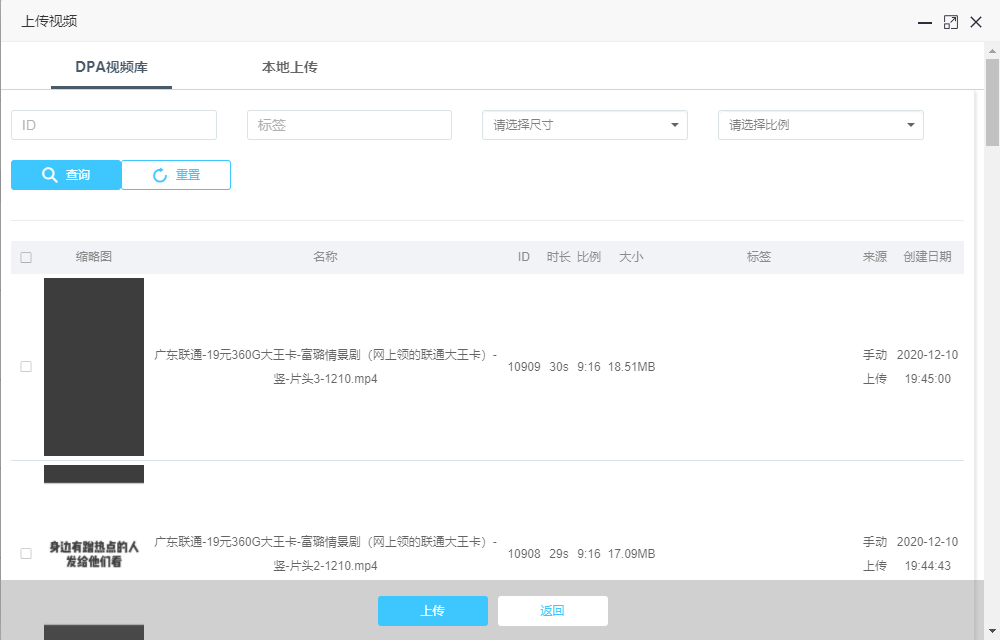 上传视频
DPA视频库
本地上传
ID
标签
请选择尺寸
请选择比例
查询
重置
缩略图 名称 ID 时长 比例 大小 标签 来源 创建日期
广东联通-19元360G大王卡-富璐情景剧（网上领的联通大王卡）-
竖-片头3-1210.mp4
10909 30s 9:16 18.51MB
手动
上传
2020-12-10
19:45:00
身边有蹭热点的人
发给他们看
广东联通-19元360G大王卡-富璐情景剧（网上领的联通大王卡）-
竖-片头2-1210.mp4
10908 29s 9:16 17.09MB
手动
上传
2020-12-10
19:44:43
上传
返回